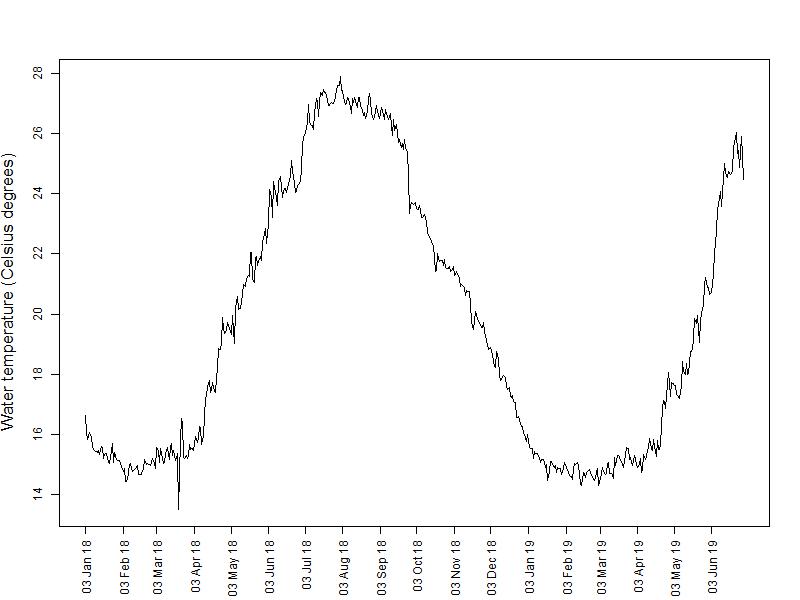 Water temperature (Celsius degrees)
28
26
24
22
20
18
16
14
03 Jan 18
03 Feb 18
03 Mar 18
03 Apr 18
03 May 18
03 Jun 18
03 Jul 18
03 Aug 18
03 Sep 18
03 Oct 18
03 Nov 18
03 Dec 18
03 Jan 19
03 Feb 19
03 Mar 19
03 Apr 19
03 May 19
03 Jun 19